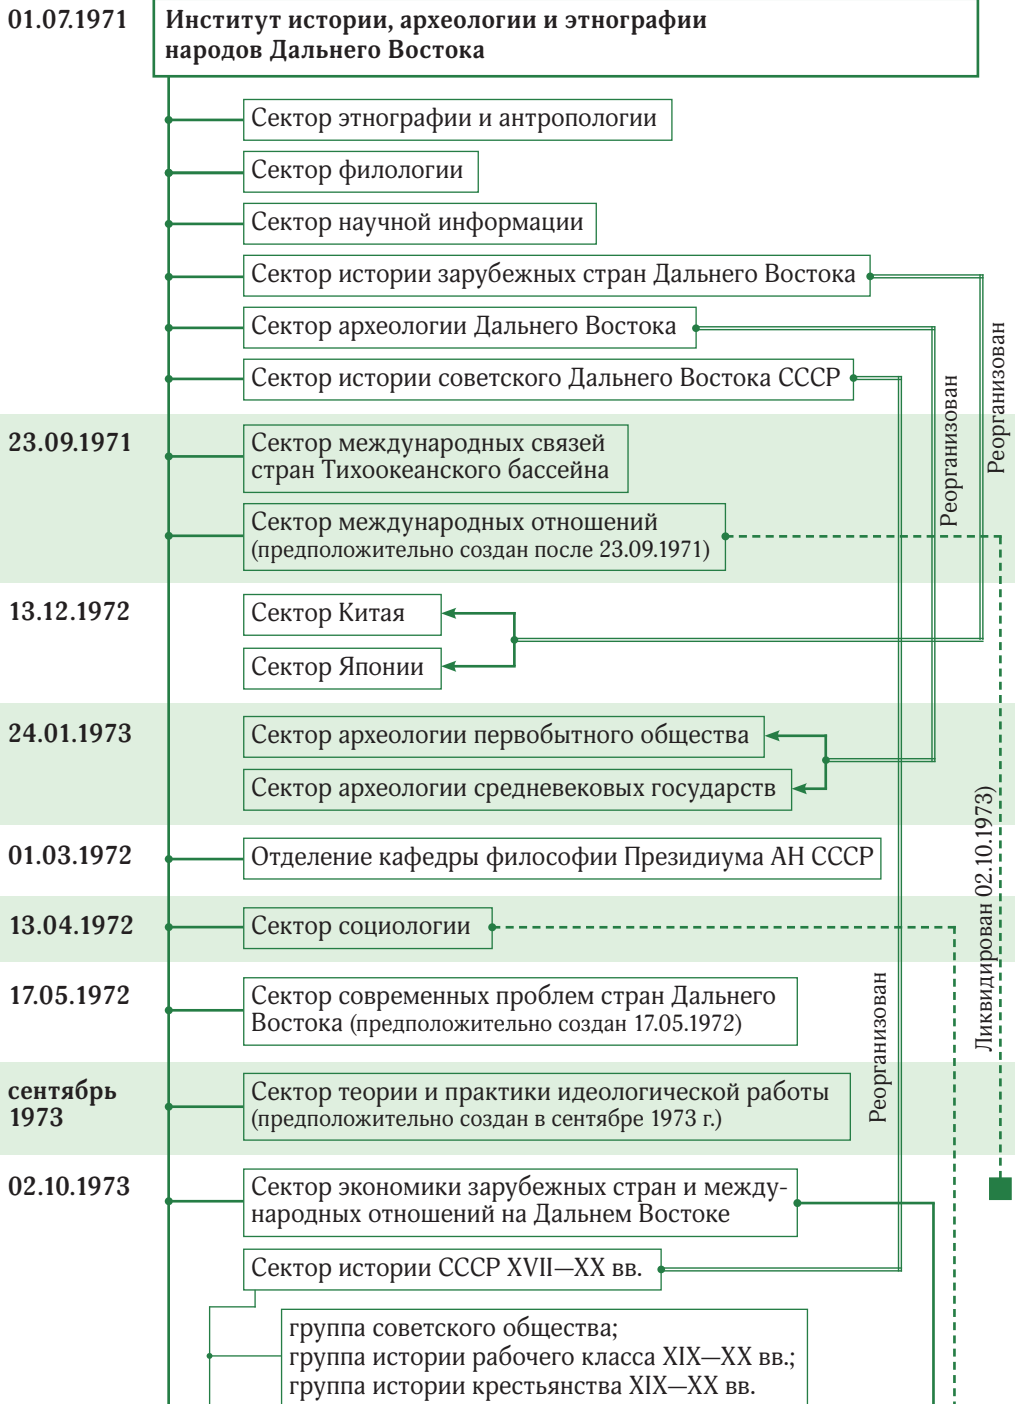 01.07.1971
Институт истории, археологии и этнографии
народов Дальнего Востока
Сектор этнографии и антропологии
Сектор филологии
Сектор научной информации
Сектор истории зарубежных стран Дальнего Востока
Сектор археологии Дальнего Востока
Сектор истории советского Дальнего Востока СССР
Реорганизован
Реорганизован
23.09.1971
Сектор международных связей
стран Тихоокеанского бассейна
Сектор международных отношений
(предположительно создан после 23.09.1971)
13.12.1972
Сектор Китая
Сектор Японии
24.01.1973
Сектор археологии первобытного общества
Сектор археологии средневековых государств
Ликвидирован 02.10.1973)
01.03.1972
Отделение кафедры философии Президиума АН СССР
13.04.1972
Сектор социологии
17.05.1972
Сектор современных проблем стран Дальнего
Востока (предположительно создан 17.05.1972)
Реорганизован
сентябрь
1973
Сектор теории и практики идеологической работы
(предположительно создан в сентябре 1973 г.)
02.10.1973
Сектор экономики зарубежных стран и между-
народных отношений на Дальнем Востоке
Сектор истории СССР XVII—XX вв.
группа советского общества;
группа истории рабочего класса XIX—XX вв.;
группа истории крестьянства XIX—XX вв.